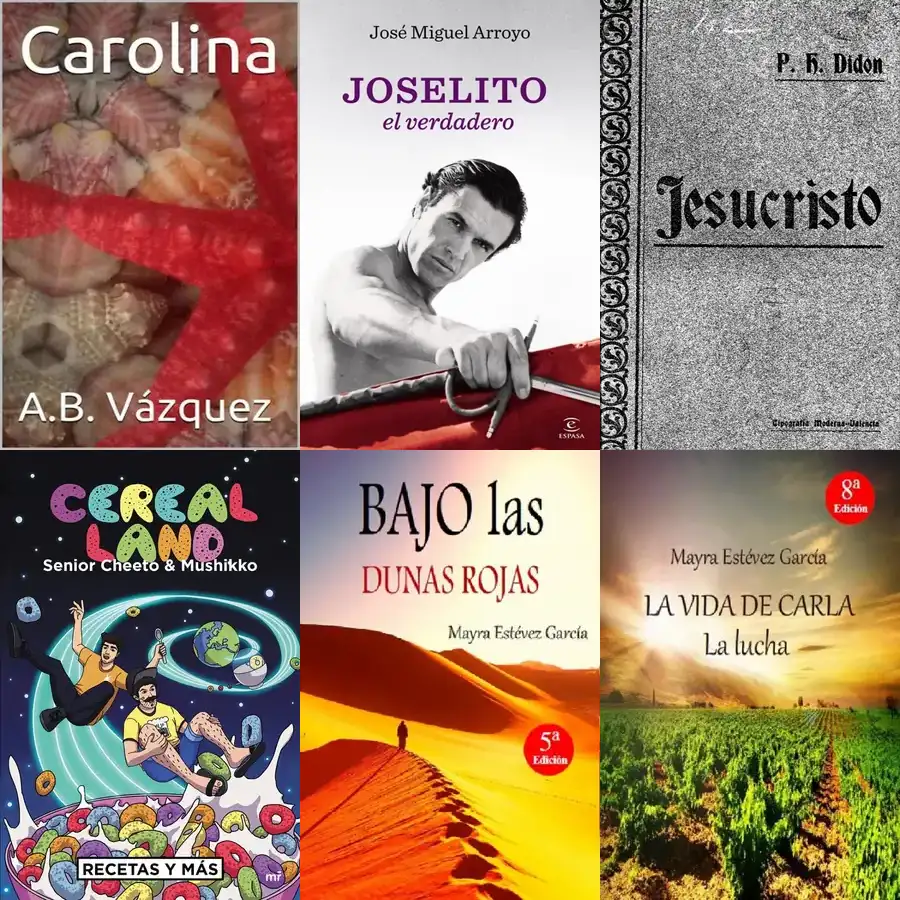 Carolina
A.B. Vázquez
José Miguel Arroyo
JOSELITO
el verdadero
ESPASA
P. H. Didon
Jesucristo
Tipografía Moderna-Valencia
CEREAL
LAND
Senior Cheeto & Mushikko
RECETAS Y MÁS
mr
BAJO las
DUNAS ROJAS
Mayra Estévez García
5ª
Edición
8ª
Edición
Mayra Estévez García
LA VIDA DE CARLA
La lucha